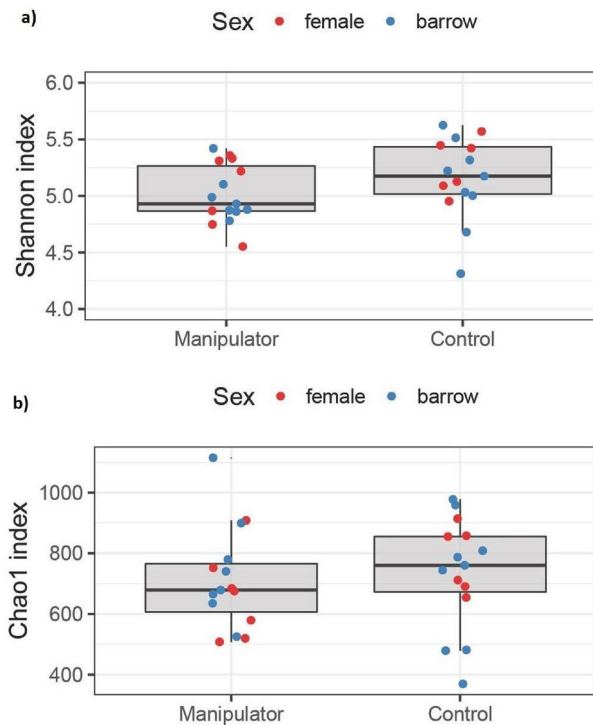 a)
Sex female barrow
6.0
5.5
5.0
4.5
4.0
Shannon index
Manipulator Control
b)
Sex female barrow
1000
800
600
400
Chao1 index
Manipulator Control